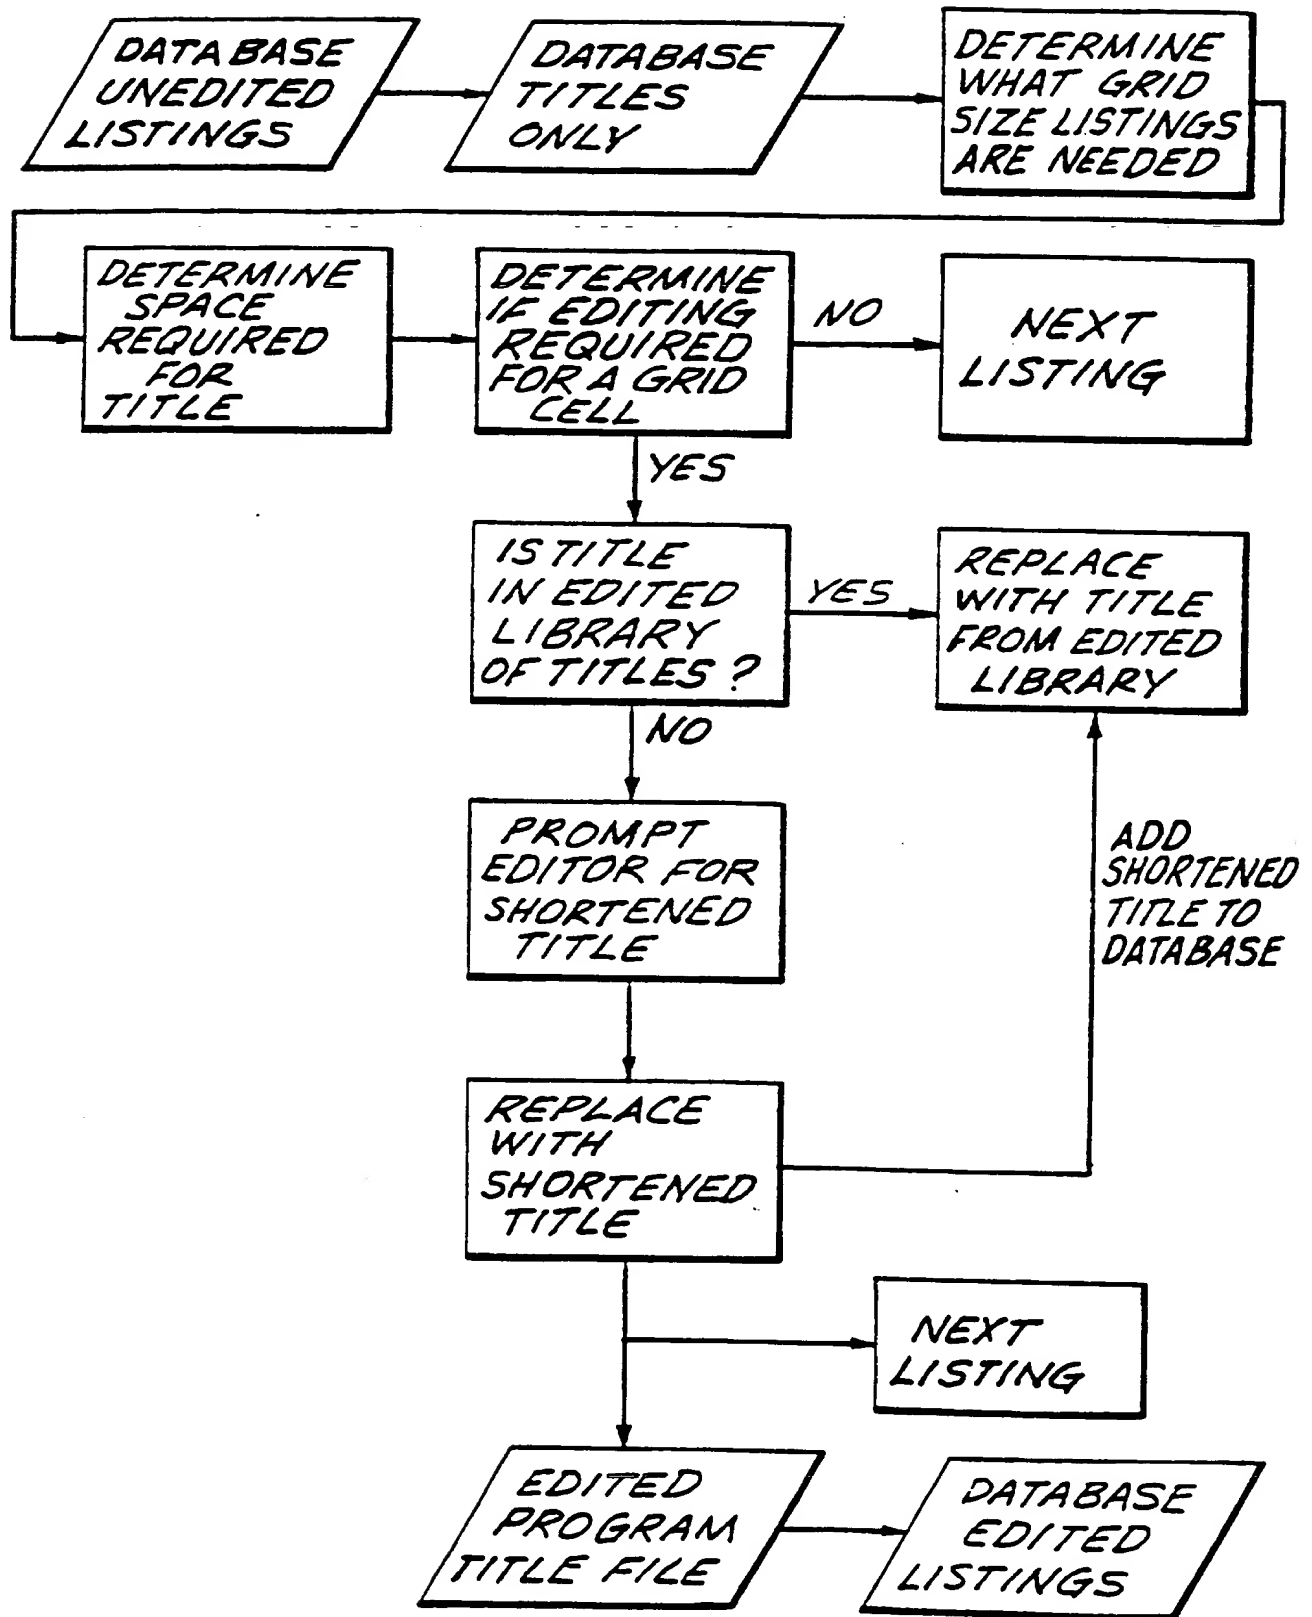 DATABASE
UNEDITED
LISTINGS
DATABASE
TITLES
ONLY
DETERMINE
WHAT GRID
SIZE LISTINGS
ARE NEEDED
DETERMINE
SPACE
REQUIRED
FOR
TITLE
DETERMINE
IF EDITING
REQUIRED
FOR A GRID
CELL
NO
NEXT
LISTING
YES
IS TITLE
IN EDITED
LIBRARY
OF TITLES?
YES
REPLACE
WITH TITLE
FROM EDITED
LIBRARY
NO
PROMPT
EDITOR FOR
SHORTENED
TITLE
ADD
SHORTENED
TITLE TO
DATABASE
REPLACE
WITH
SHORTENED
TITLE
NEXT
LISTING
EDITED
PROGRAM
TITLE FILE
DATABASE
EDITED
LISTINGS